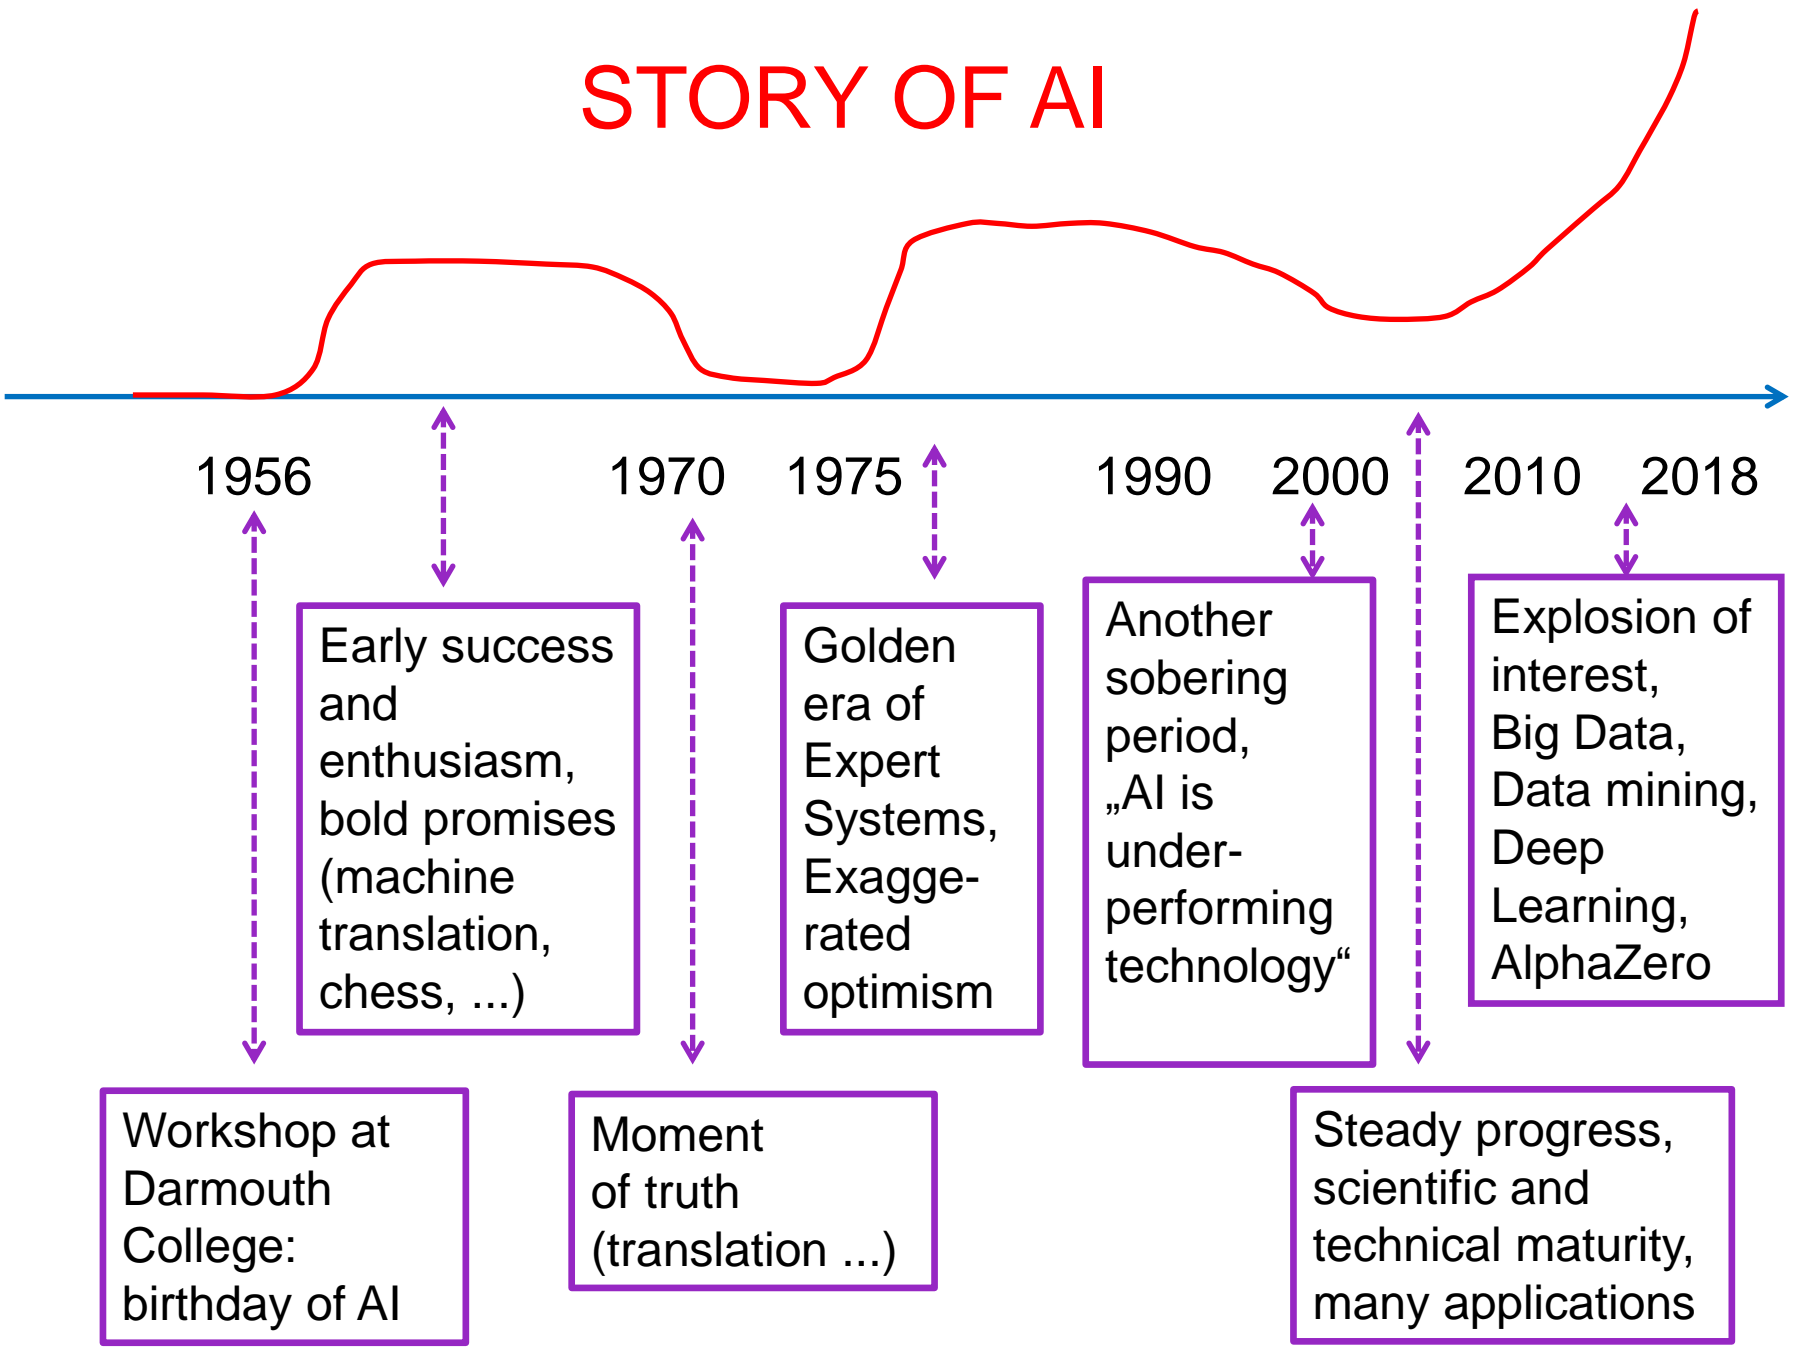 STORY OF AI
1956 1970 1975 1990 2000 2010 2018
Early success
and
enthusiasm,
bold promises
(machine
translation,
chess, ...)
Golden
era of
Expert
Systems,
Exagge-
rated
optimism
Another
sobering
period,
„AI is
under-
performing
technology“
Explosion of
interest,
Big Data,
Data mining,
Deep
Learning,
AlphaZero
Workshop at
Darmouth
College:
birthday of AI
Moment
of truth
(translation ...)
Steady progress,
scientific and
technical maturity,
many applications